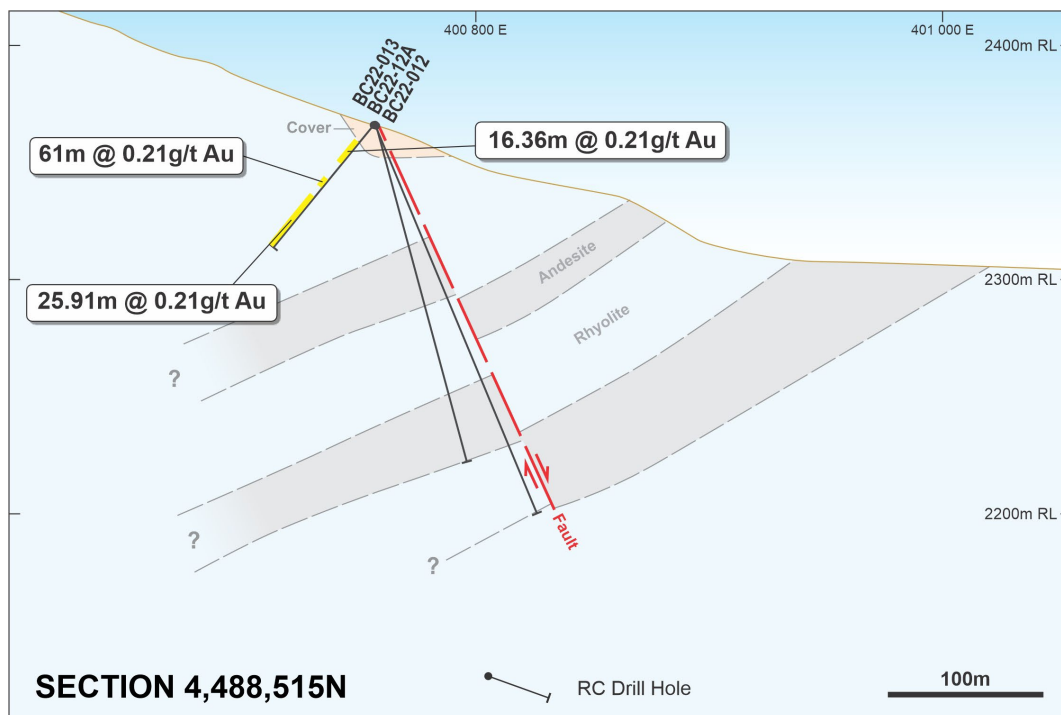 400 800 E
401 000 E
2400m RL
BC22-013
BC22-12A
BC22-012
Cover
16.36m @ 0.21g/t Au
61m @ 0.21g/t Au
25.91m @ 0.21g/t Au
Andesite
2300m RL
Rhyolite
?
?
2200m RL
Fault
?
SECTION 4,488,515N
RC Drill Hole
100m